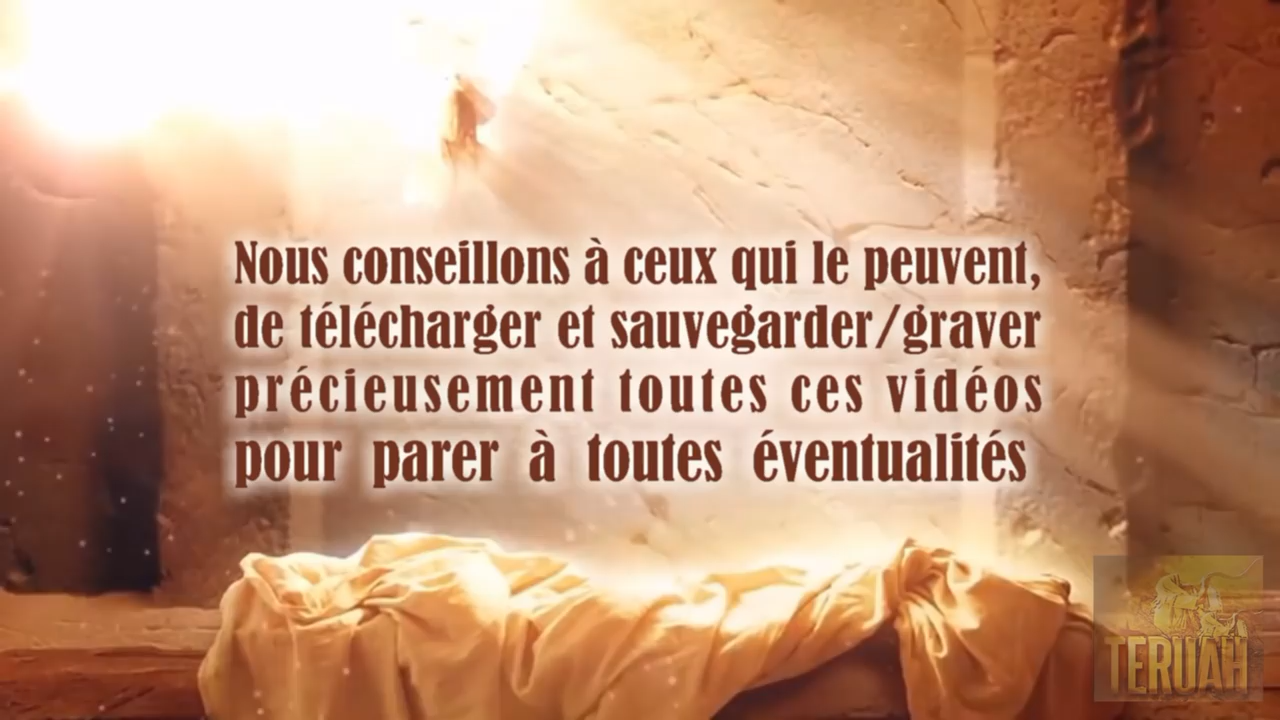 Nous conseillons à ceux qui le peuvent,
de télécharger et sauvegarder/graver
précieusement toutes ces vidéos
pour parer à toutes éventualités
TERUAH